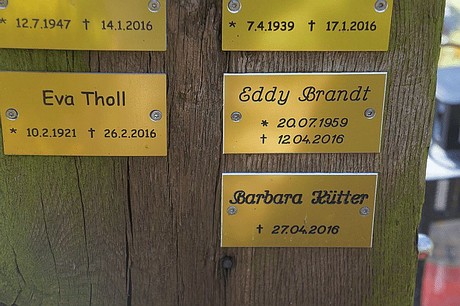 * 12.7.1947 † 14.1.2016
* 7.4.1939 † 17.1.2016
Eva Tholl
* 10.2.1921 † 26.2.2016
Eddy Brandt
* 20.07.1959
† 12.04.2016
Barbara Kütter
† 27.04.2016